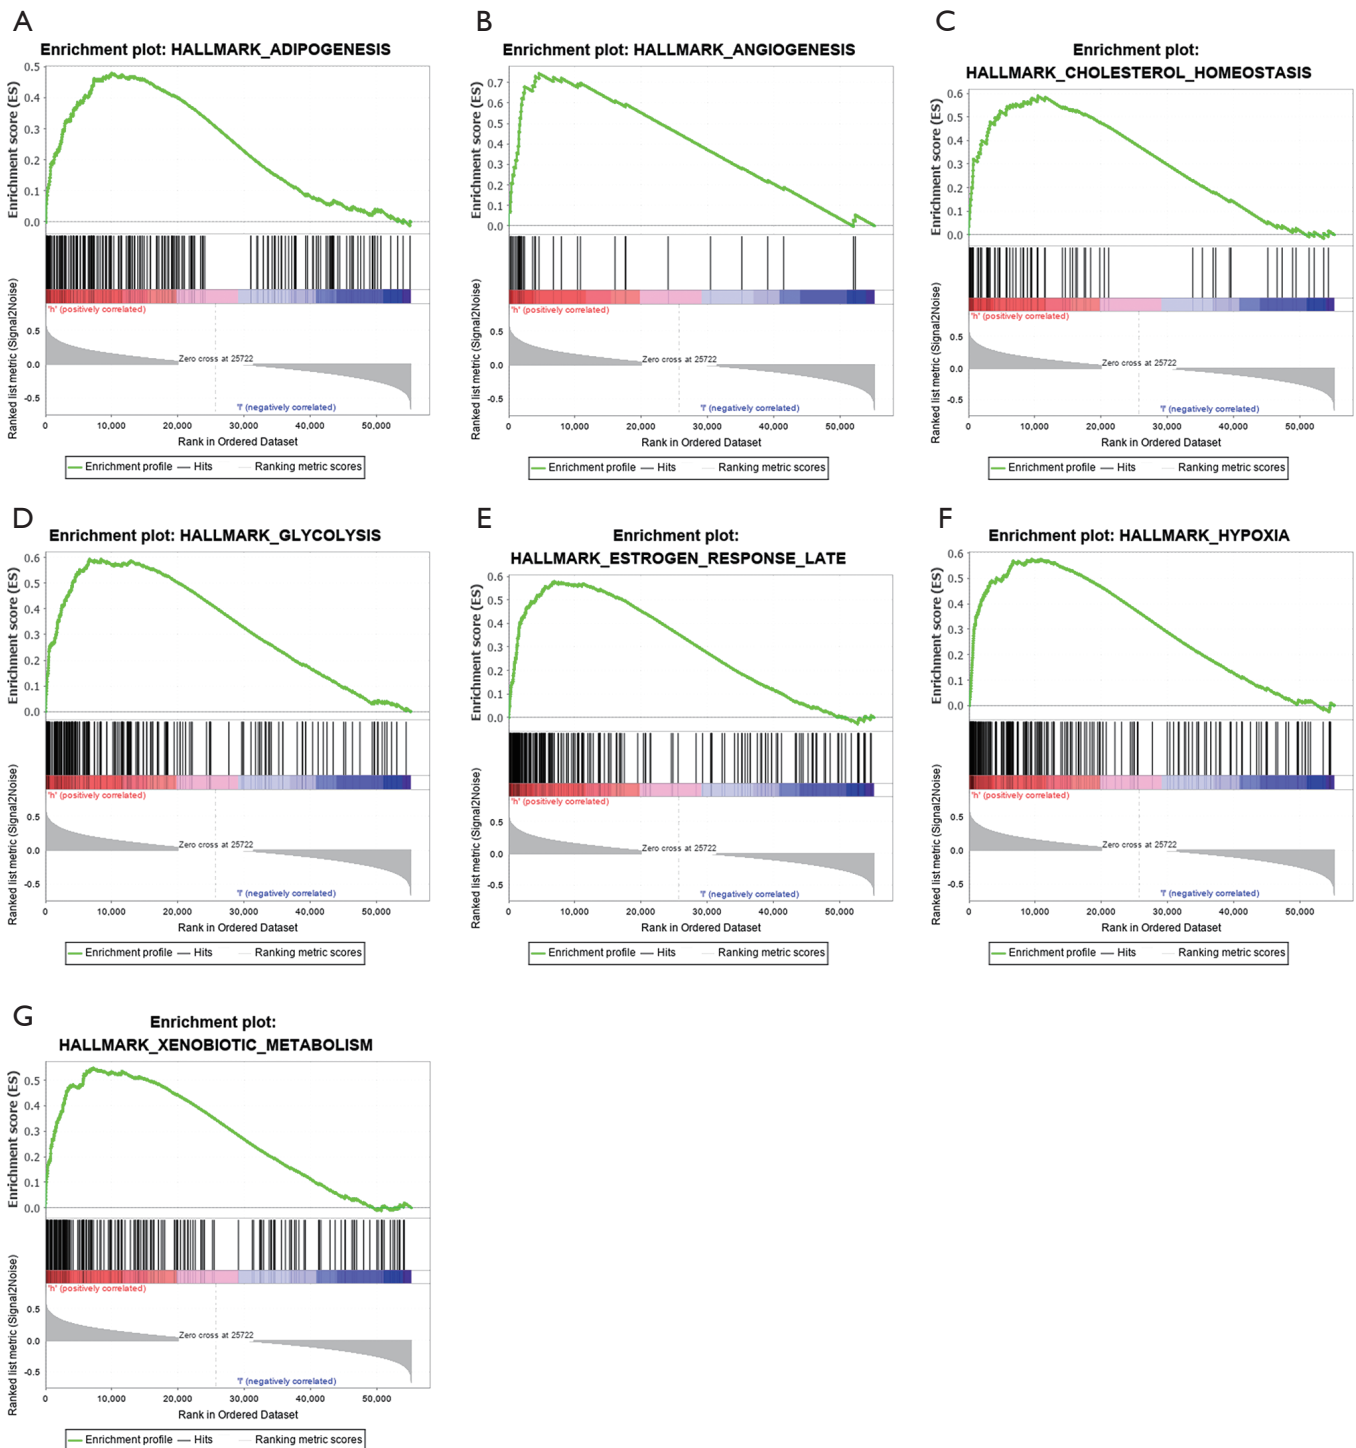 A
Enrichment plot: HALLMARK_ADIPOGENESIS
Enrichment score (ES)
0.5
0.4
0.3
0.2
0.1
0.0
Ranked list metric (Signal2Noise)
'h' (positively correlated)
0.5
0.0
-0.5
Zero cross at 25722
'l' (negatively correlated)
0 10,000 20,000 30,000 40,000 50,000
Rank in Ordered Dataset
Enrichment profile Hits Ranking metric scores
B
Enrichment plot: HALLMARK_ANGIOGENESIS
Enrichment score (ES)
0.7
0.6
0.5
0.4
0.3
0.2
0.1
0.0
Ranked list metric (Signal2Noise)
'h' (positively correlated)
0.5
0.0
-0.5
Zero cross at 25722
'l' (negatively correlated)
0 10,000 20,000 30,000 40,000 50,000
Rank in Ordered Dataset
Enrichment profile Hits Ranking metric scores
C
Enrichment plot:
HALLMARK_CHOLESTEROL_HOMEOSTASIS
Enrichment score (ES)
0.6
0.5
0.4
0.3
0.2
0.1
0.0
Ranked list metric (Signal2Noise)
'h' (positively correlated)
0.5
0.0
-0.5
Zero cross at 25722
'l' (negatively correlated)
0 10,000 20,000 30,000 40,000 50,000
Rank in Ordered Dataset
Enrichment profile Hits Ranking metric scores
D
Enrichment plot: HALLMARK_GLYCOLYSIS
Enrichment score (ES)
0.6
0.5
0.4
0.3
0.2
0.1
0.0
Ranked list metric (Signal2Noise)
'h' (positively correlated)
0.5
0.0
-0.5
Zero cross at 25722
'l' (negatively correlated)
0 10,000 20,000 30,000 40,000 50,000
Rank in Ordered Dataset
Enrichment profile Hits Ranking metric scores
E
Enrichment plot:
HALLMARK_ESTROGEN_RESPONSE_LATE
Enrichment score (ES)
0.6
0.5
0.4
0.3
0.2
0.1
0.0
Ranked list metric (Signal2Noise)
'h' (positively correlated)
0.5
0.0
-0.5
Zero cross at 25722
'l' (negatively correlated)
0 10,000 20,000 30,000 40,000 50,000
Rank in Ordered Dataset
Enrichment profile Hits Ranking metric scores
F
Enrichment plot: HALLMARK_HYPOXIA
Enrichment score (ES)
0.6
0.5
0.4
0.3
0.2
0.1
0.0
Ranked list metric (Signal2Noise)
'h' (positively correlated)
0.5
0.0
-0.5
Zero cross at 25722
'l' (negatively correlated)
0 10,000 20,000 30,000 40,000 50,000
Rank in Ordered Dataset
Enrichment profile Hits Ranking metric scores
G
Enrichment plot:
HALLMARK_XENOBIOTIC_METABOLISM
Enrichment score (ES)
0.5
0.4
0.3
0.2
0.1
0.0
Ranked list metric (Signal2Noise)
'h' (positively correlated)
0.5
0.0
-0.5
Zero cross at 25722
'l' (negatively correlated)
0 10,000 20,000 30,000 40,000 50,000
Rank in Ordered Dataset
Enrichment profile Hits Ranking metric scores